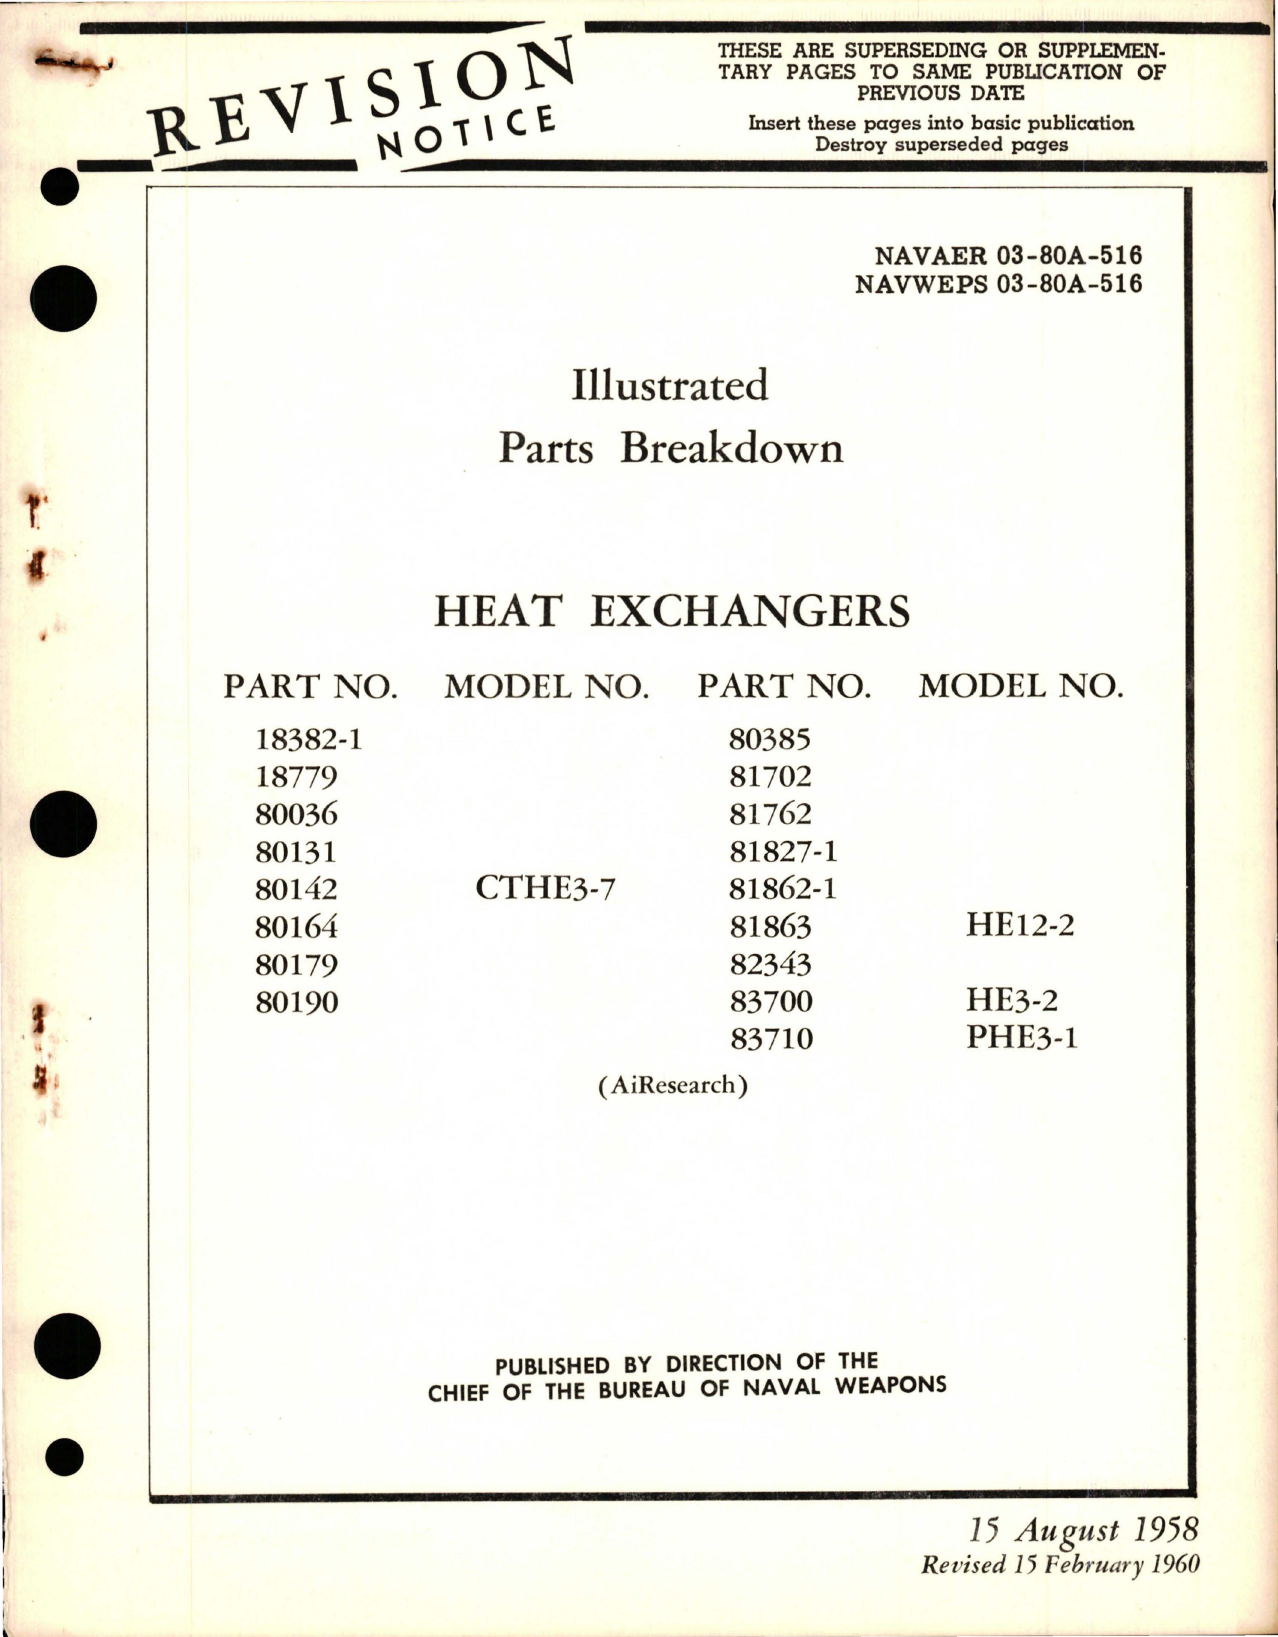 REVISION
NOTICE
THESE ARE SUPERSEDING OR SUPPLEMEN-
TARY PAGES TO SAME PUBLICATION OF
PREVIOUS DATE
Insert these pages into basic publication
Destroy superseded pages
NAVAER 03-80A-516
NAVWEPS 03-80A-516
Illustrated
Parts Breakdown
HEAT EXCHANGERS
PART NO. MODEL NO. PART NO. MODEL NO.
18382-1 80385
18779 81702
80036 81762
80131 81827-1
80142 CTHE3-7 81862-1
80164 81863 HE12-2
80179 82343
80190 83700 HE3-2
83710 PHE3-1
(AiResearch)
PUBLISHED BY DIRECTION OF THE
CHIEF OF THE BUREAU OF NAVAL WEAPONS
15 August 1958
Revised 15 February 1960